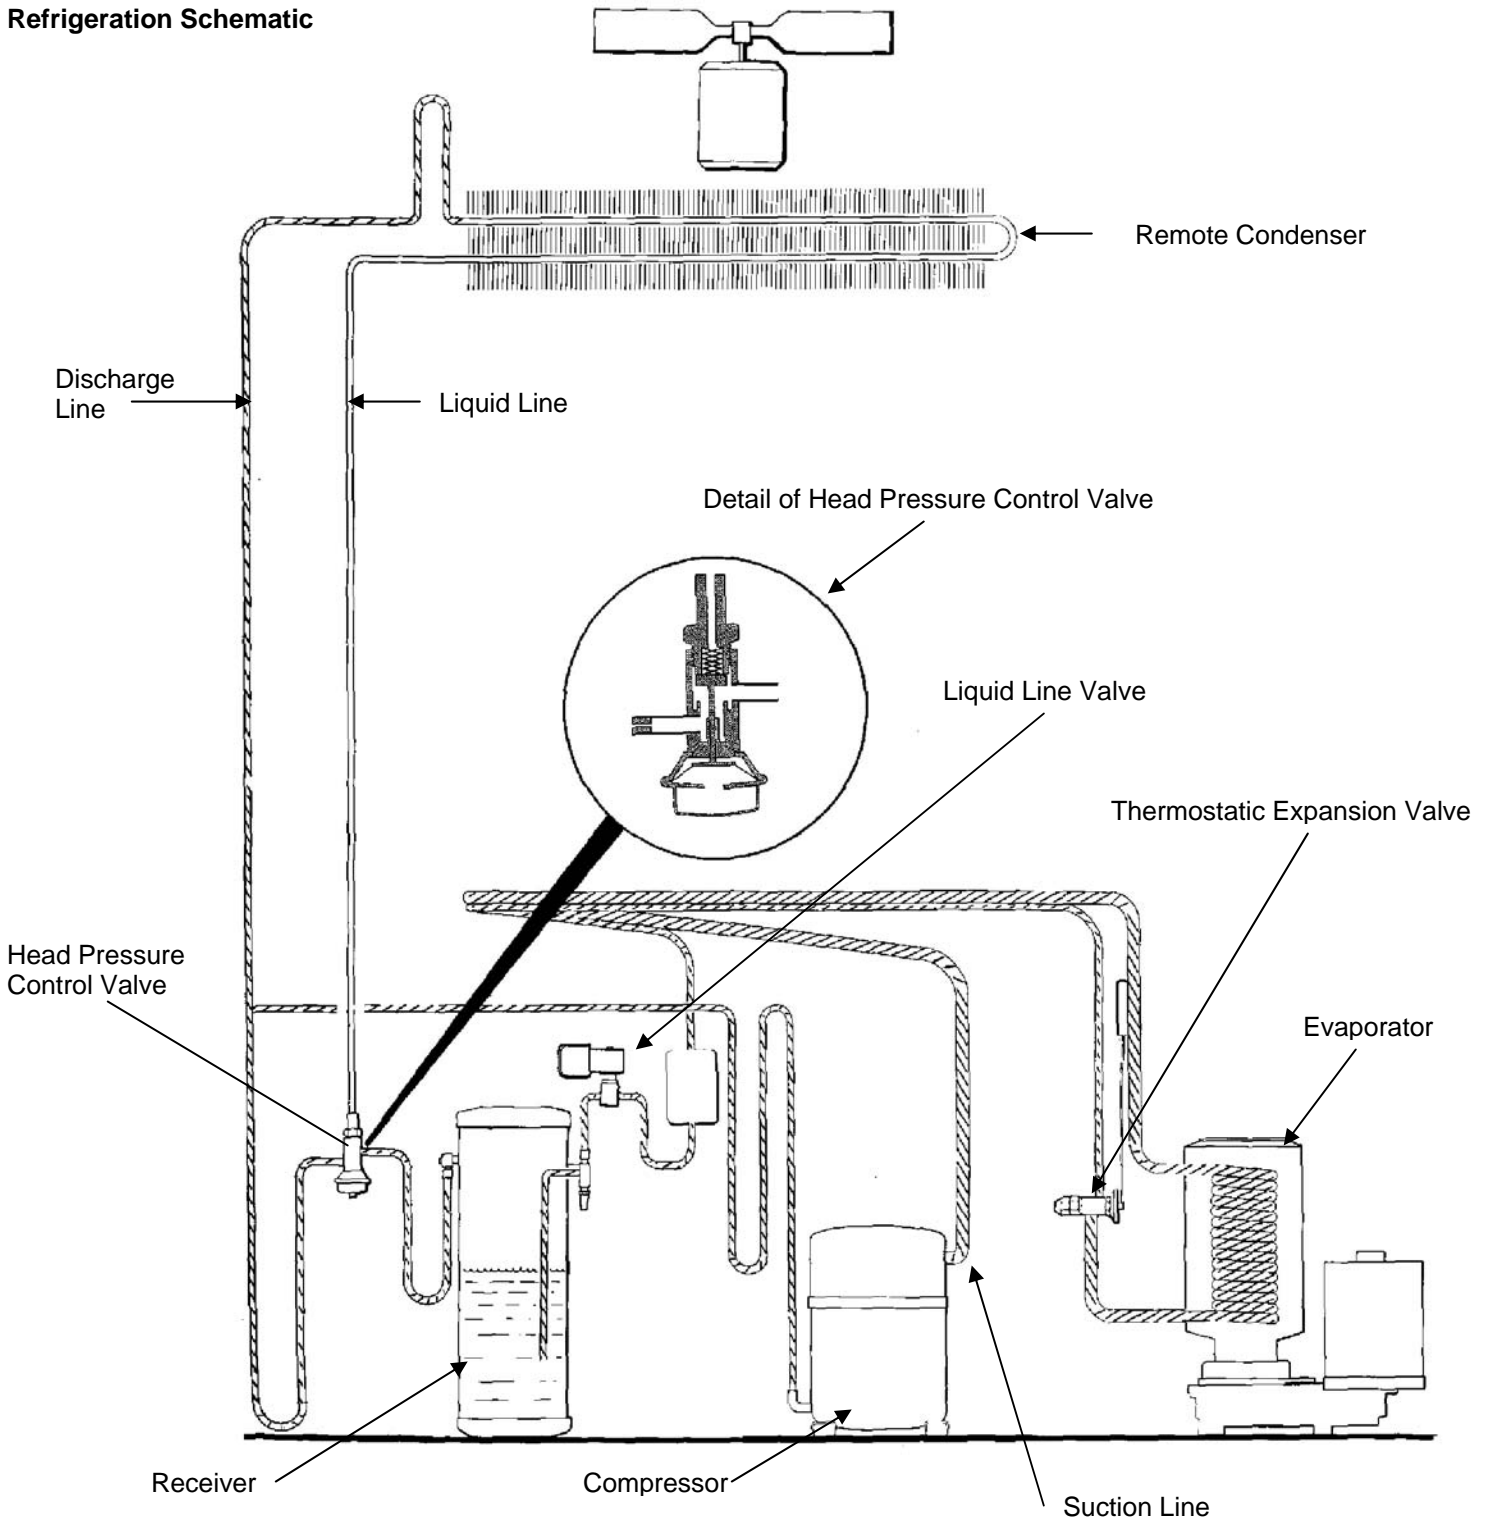 Refrigeration Schematic
Remote Condenser
Discharge
Line
Liquid Line
Detail of Head Pressure Control Valve
Liquid Line Valve
Thermostatic Expansion Valve
Head Pressure
Control Valve
Evaporator
Receiver
Compressor
Suction Line